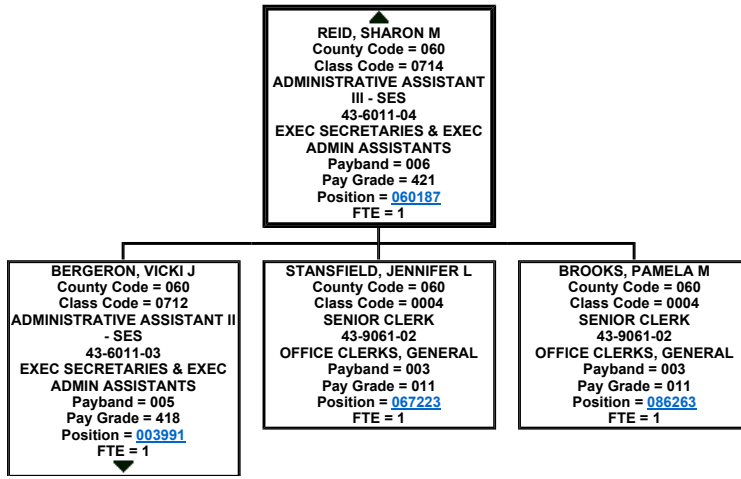 REID, SHARON M
County Code = 060
Class Code = 0714
ADMINISTRATIVE ASSISTANT
III - SES
43-6011-04
EXEC SECRETARIES & EXEC
ADMIN ASSISTANTS
Payband = 006
Pay Grade = 421
Position = 060187
FTE = 1
BERGERON, VICKI J
County Code = 060
Class Code = 0712
ADMINISTRATIVE ASSISTANT II
- SES
43-6011-03
EXEC SECRETARIES & EXEC
ADMIN ASSISTANTS
Payband = 005
Pay Grade = 418
Position = 003991
FTE = 1
STANSFIELD, JENNIFER L
County Code = 060
Class Code = 0004
SENIOR CLERK
43-9061-02
OFFICE CLERKS, GENERAL
Payband = 003
Pay Grade = 011
Position = 067223
FTE = 1
BROOKS, PAMELA M
County Code = 060
Class Code = 0004
SENIOR CLERK
43-9061-02
OFFICE CLERKS, GENERAL
Payband = 003
Pay Grade = 011
Position = 086263
FTE = 1